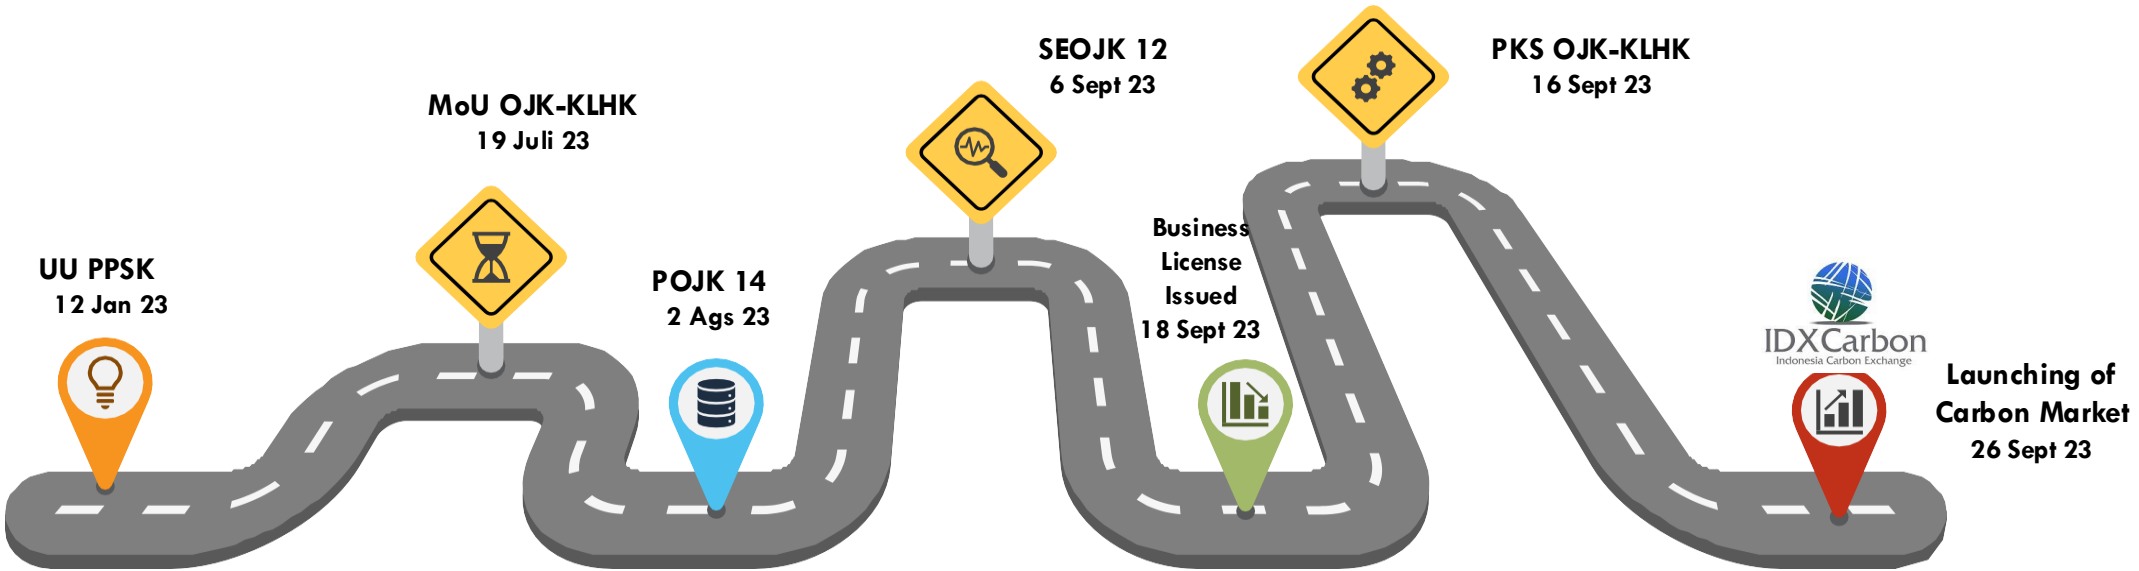 UU PPSK
12 Jan 23
MoU OJK-KLHK
19 Juli 23
POJK 14
2 Ags 23
SEOJK 12
6 Sept 23
Business
License
Issued
18 Sept 23
PKS OJK-KLHK
16 Sept 23
IDXCarbon
Indonesia Carbon Exchange
Launching of
Carbon Market
26 Sept 23